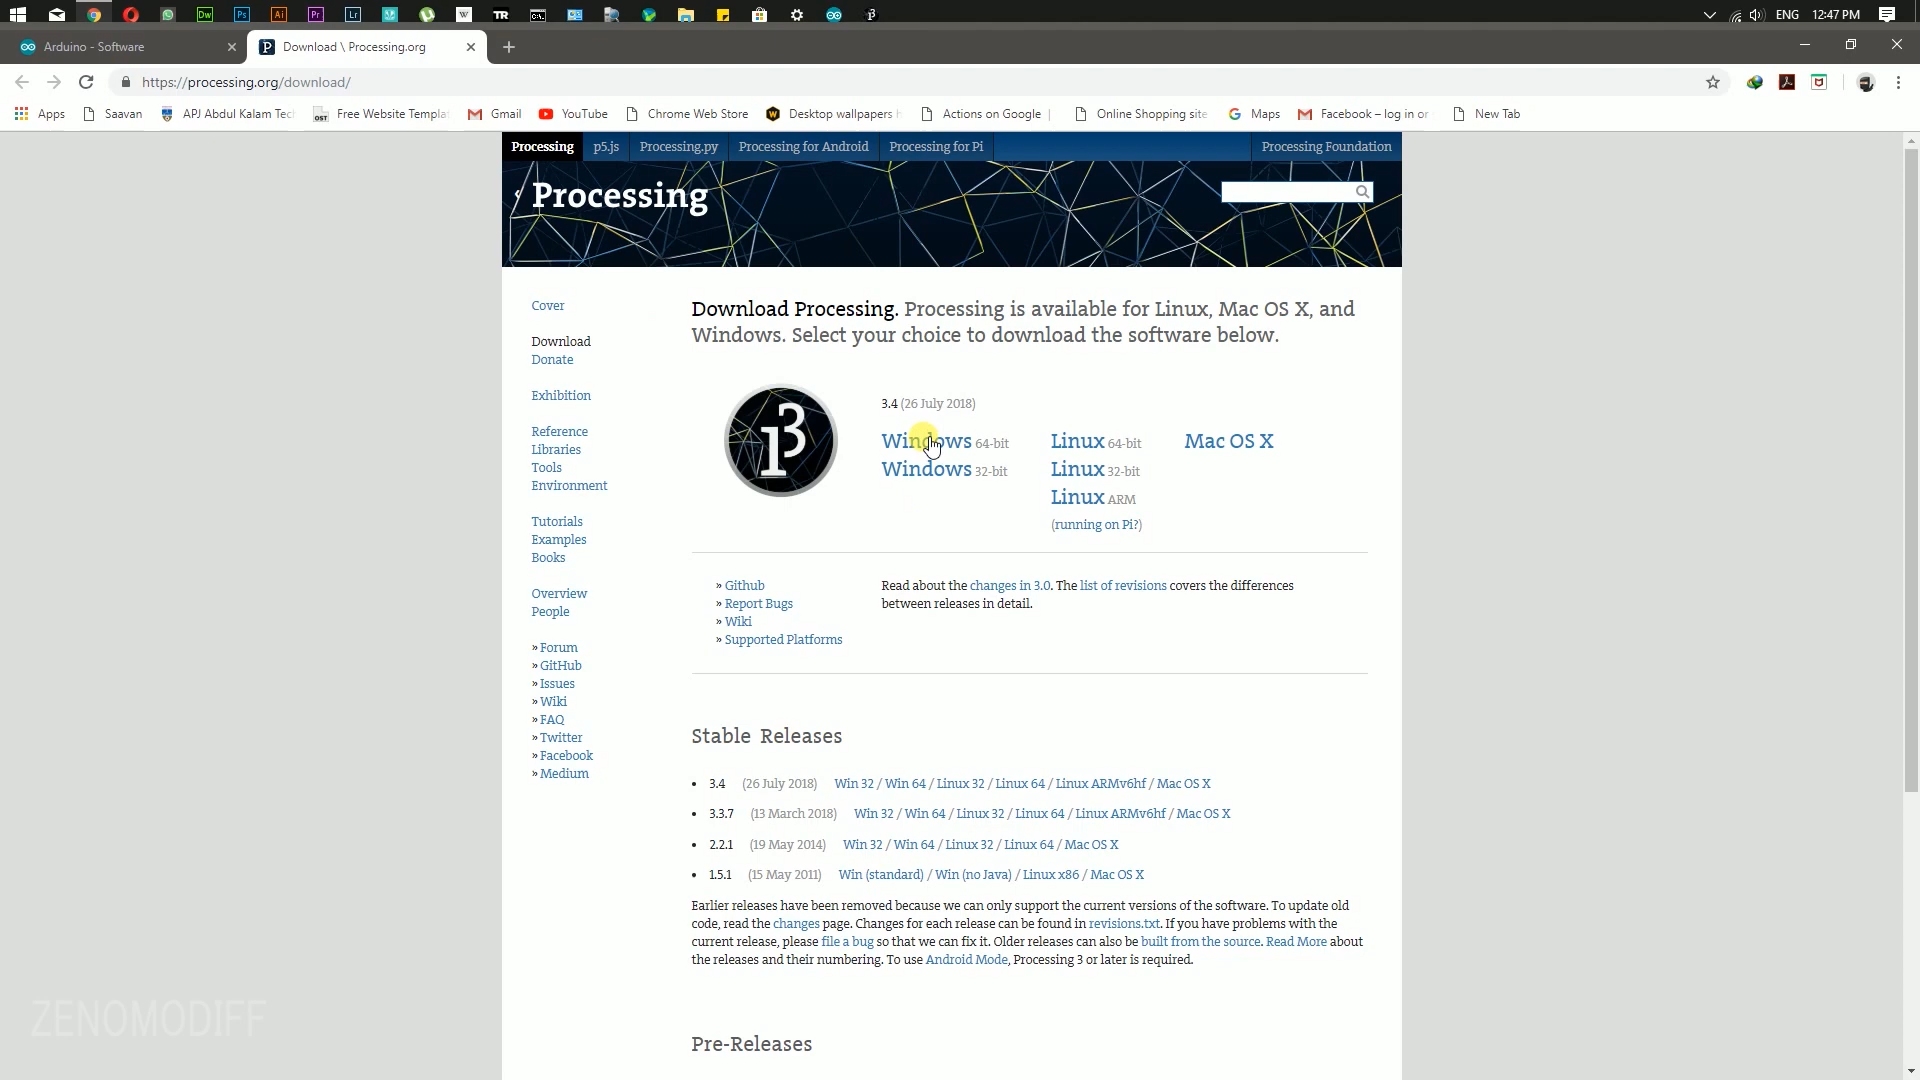 ENG 12:47 PM
Arduino - Software
Download \ Processing.org
https://processing.org/download/
Apps Saavan APJ Abdul Kalam Tec Free Website Templa Gmail YouTube Chrome Web Store Desktop wallpapers Actions on Google Online Shopping site Maps Facebook – log in or New Tab
Processing p5.js Processing.py Processing for Android Processing for Pi Processing Foundation
Processing
Cover
Download
Donate
Exhibition
Reference
Libraries
Tools
Environment
Tutorials
Examples
Books
Overview
People
» Forum
» GitHub
» Issues
» Wiki
» FAQ
» Twitter
» Facebook
» Medium
Download Processing. Processing is available for Linux, Mac OS X, and
Windows. Select your choice to download the software below.
3.4 (26 July 2018)
Windows 64-bit Linux 64-bit Mac OS X
Windows 32-bit Linux 32-bit
Linux ARM
(running on Pi?)
» Github
» Report Bugs
» Wiki
» Supported Platforms
Read about the changes in 3.0. The list of revisions covers the differences
between releases in detail.
Stable Releases
• 3.4 (26 July 2018) Win 32 / Win 64 / Linux 32 / Linux 64 / Linux ARMv6hf / Mac OS X
• 3.3.7 (13 March 2018) Win 32 / Win 64 / Linux 32 / Linux 64 / Linux ARMv6hf / Mac OS X
• 2.2.1 (19 May 2014) Win 32 / Win 64 / Linux 32 / Linux 64 / Mac OS X
• 1.5.1 (15 May 2011) Win (standard) / Win (no Java) / Linux x86 / Mac OS X
Earlier releases have been removed because we can only support the current versions of the software. To update old
code, read the changes page. Changes for each release can be found in revisions.txt. If you have problems with the
current release, please file a bug so that we can fix it. Older releases can also be built from the source. Read More about
the releases and their numbering. To use Android Mode, Processing 3 or later is required.
Pre-Releases
ZENOMODIFF